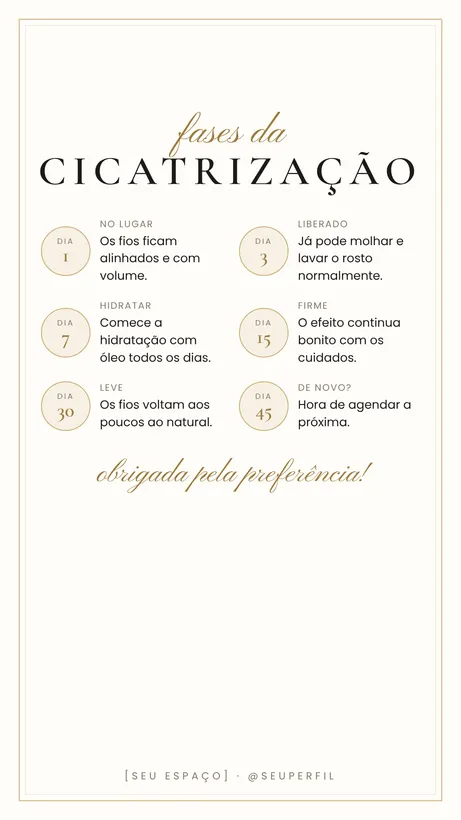 fases da
CICATRIZAÇÃO
DIA
1
NO LUGAR
Os fios ficam
alinhados e com
volume.
DIA
3
LIBERADO
Já pode molhar e
lavar o rosto
normalmente.
DIA
7
HIDRATAR
Comece a
hidratação com
óleo todos os dias.
DIA
15
FIRME
O efeito continua
bonito com os
cuidados.
DIA
30
LEVE
Os fios voltam aos
poucos ao natural.
DIA
45
DE NOVO?
Hora de agendar a
próxima.
obrigada pela preferência!
[SEU ESPAÇO] · @SEUPERFIL